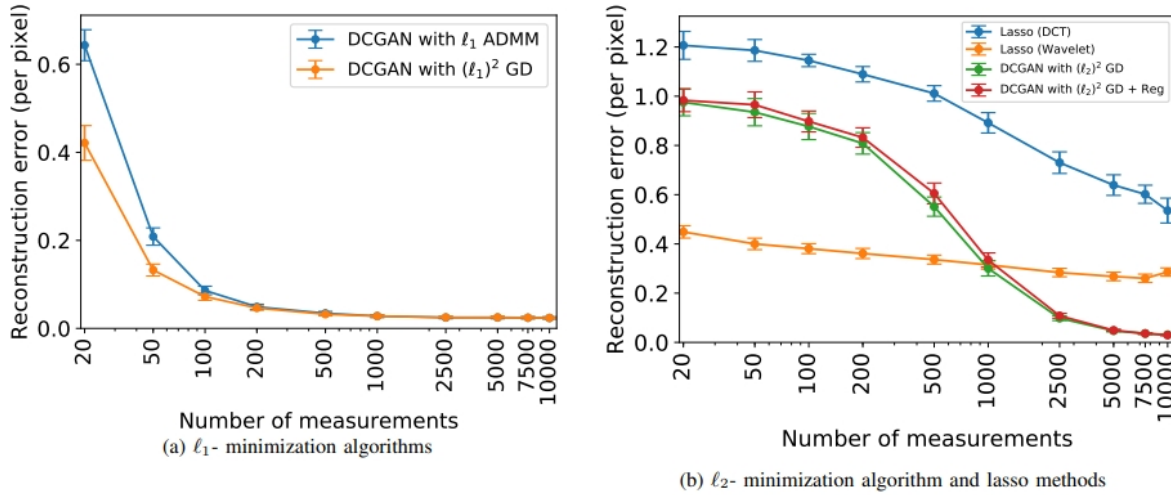 DCGAN with ℓ₁ ADMM
DCGAN with (ℓ₁)² GD
Reconstruction error (per pixel)
0.6
0.4
0.2
0.0
20
50
100
200
500
1000
2500
5000
7500
10000
Number of measurements
(a) ℓ₁- minimization algorithms
Lasso (DCT)
Lasso (Wavelet)
DCGAN with (ℓ₂)² GD
DCGAN with (ℓ₂)² GD + Reg
Reconstruction error (per pixel)
1.2
1.0
0.8
0.6
0.4
0.2
0.0
20
50
100
200
500
1000
2500
5000
7500
10000
Number of measurements
(b) ℓ₂- minimization algorithm and lasso methods